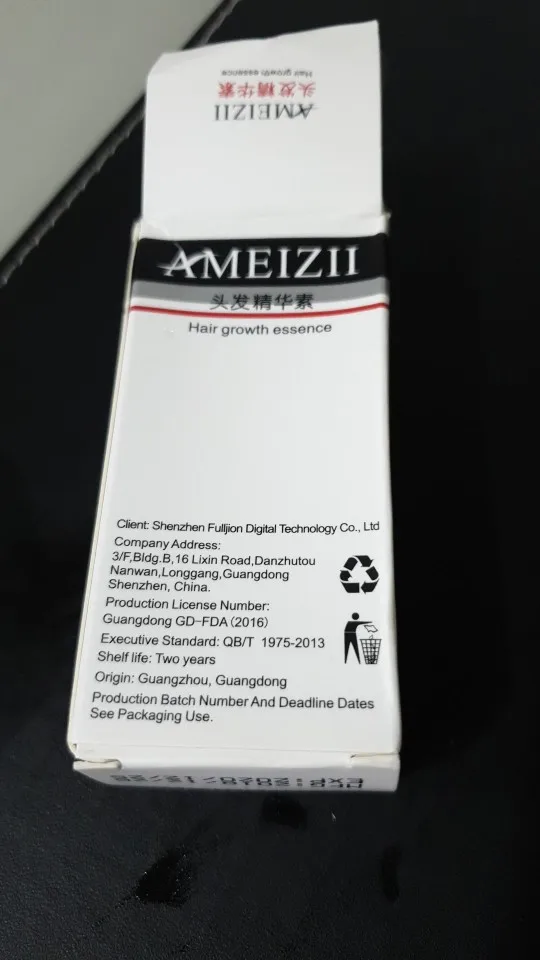 AMEIZII
头发精华素
Hair growth essence
AMEIZII
头发精华素
Hair growth essence
Client: Shenzhen Fulljion Digital Technology Co., Ltd
Company Address:
3/F,Bldg.B,16 Lixin Road,Danzhutou
Nanwan,Longgang,Guangdong
Shenzhen, China.
Production License Number:
Guangdong GD-FDA (2016)
Executive Standard: QB/T 1975-2013
Shelf life: Two years
Origin: Guangzhou, Guangdong
Production Batch Number And Deadline Dates
See Packaging Use.